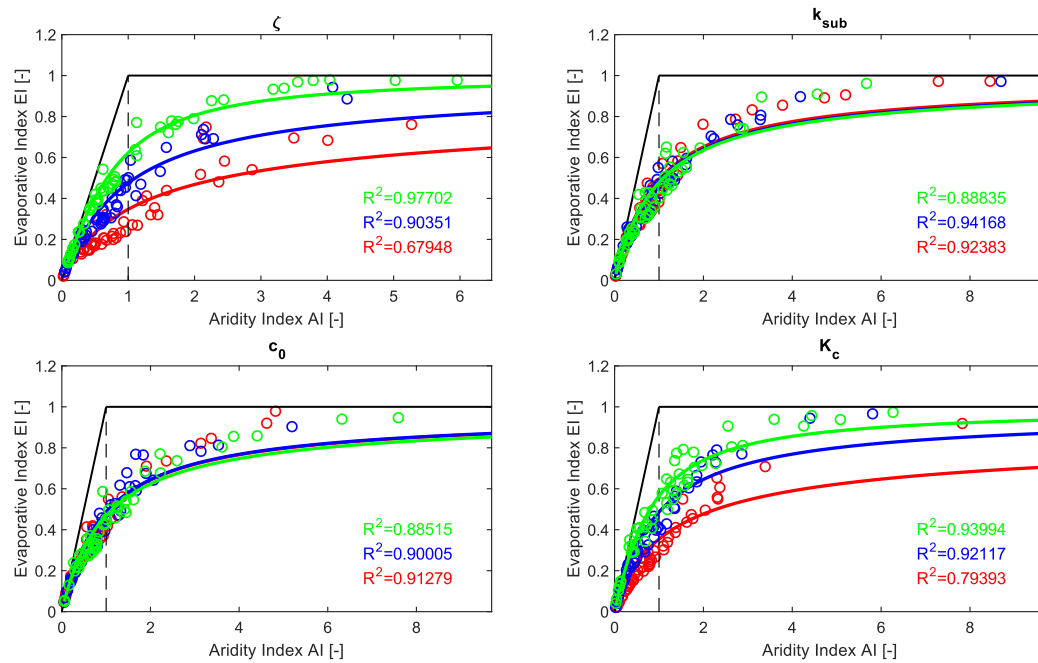 ζ
1.2
1
0.8
0.6
0.4
0.2
0
Evaporative Index EI [-]
0 1 2 3 4 5 6
Aridity Index AI [-]
R²=0.97702
R²=0.90351
R²=0.67948
k_sub
1.2
1
0.8
0.6
0.4
0.2
0
Evaporative Index EI [-]
0 2 4 6 8
Aridity Index AI [-]
R²=0.88835
R²=0.94168
R²=0.92383
c₀
1.2
1
0.8
0.6
0.4
0.2
0
Evaporative Index EI [-]
0 1 2 4 6 8
Aridity Index AI [-]
R²=0.88515
R²=0.90005
R²=0.91279
K_c
1.2
1
0.8
0.6
0.4
0.2
0
Evaporative Index EI [-]
0 2 4 6 8
Aridity Index AI [-]
R²=0.93994
R²=0.92117
R²=0.79393